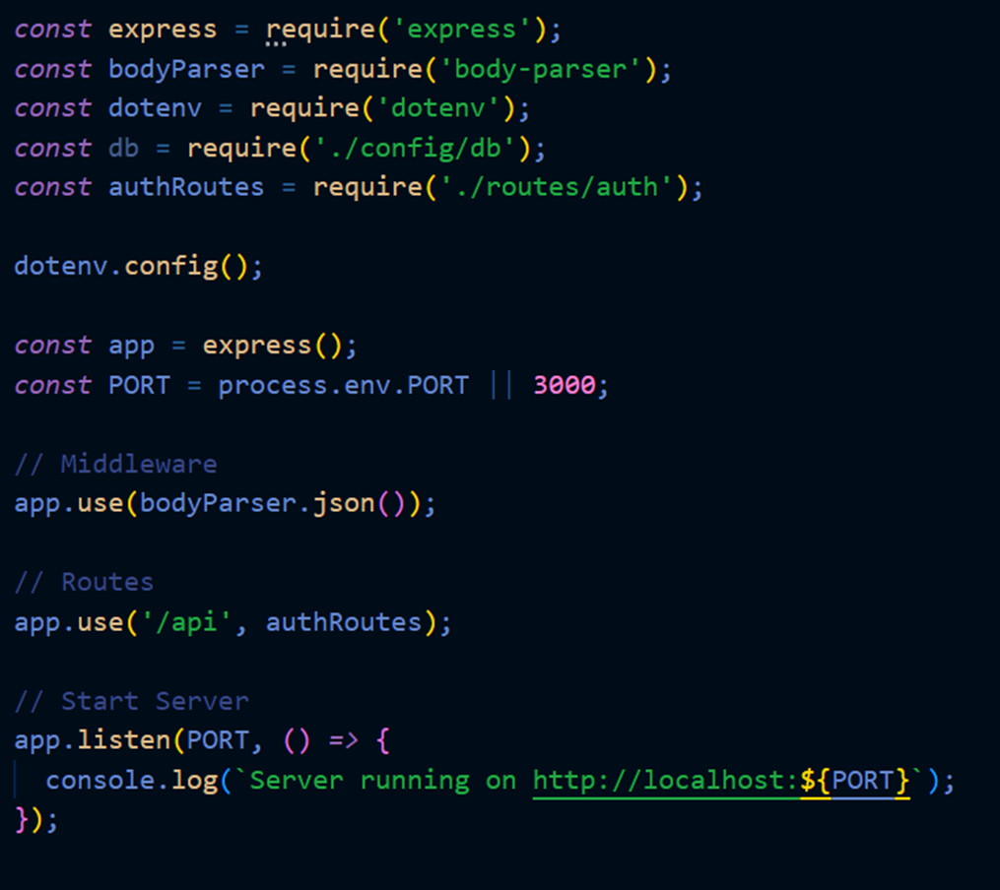 const express = require('express');
const bodyParser = require('body-parser');
const dotenv = require('dotenv');
const db = require('./config/db');
const authRoutes = require('./routes/auth');
dotenv.config();
const app = express();
const PORT = process.env.PORT || 3000;
// Middleware
app.use(bodyParser.json());
// Routes
app.use('/api', authRoutes);
// Start Server
app.listen(PORT, () => {
  console.log(`Server running on http://localhost:${PORT}`);
});